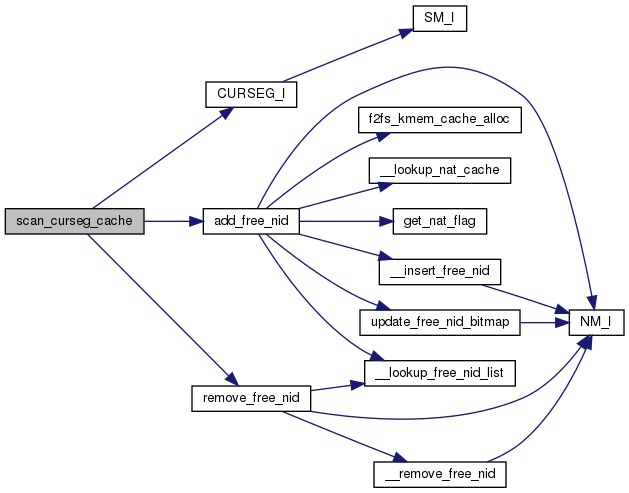 SM_I
CURSEG_I
f2fs_kmem_cache_alloc
__lookup_nat_cache
scan_curseg_cache
add_free_nid
get_nat_flag
__insert_free_nid
update_free_nid_bitmap
NM_I
__lookup_free_nid_list
remove_free_nid
__remove_free_nid